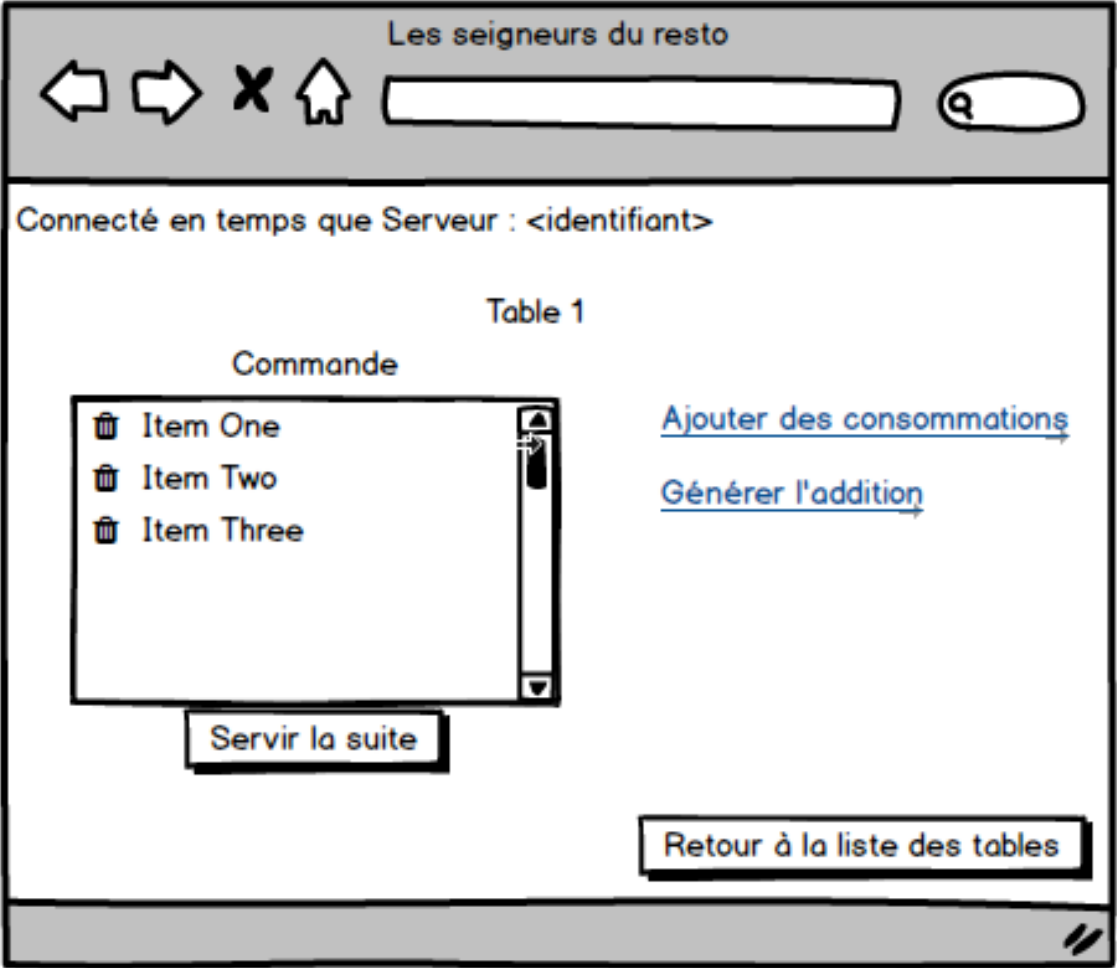 Les seigneurs du resto
Connecté en temps que Serveur : <identifiant>
Table 1
Commande
Item One
Item Two
Item Three
Ajouter des consommations
Générer l'addition
Servir la suite
Retour à la liste des tables